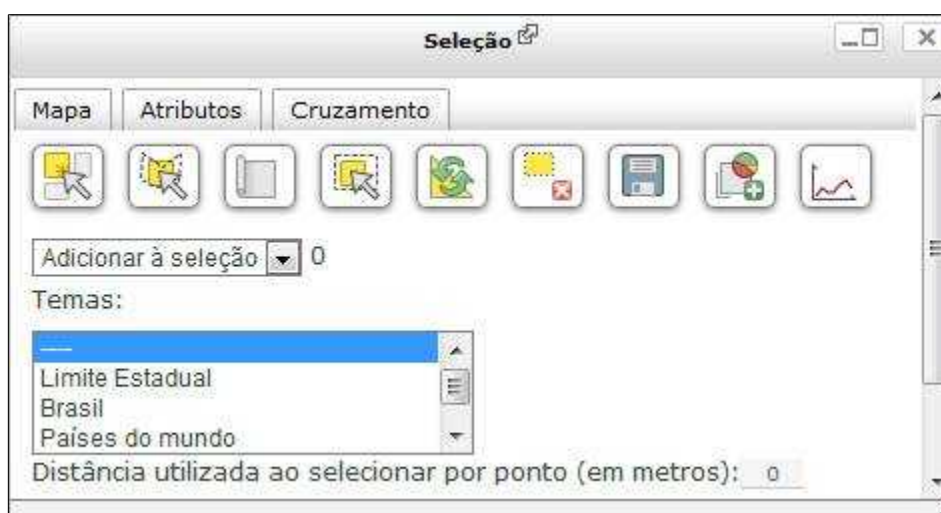 Seleção
Mapa
Atributos
Cruzamento
Adicionar à seleção 0
Temas:
----
Limite Estadual
Brasil
Países do mundo
Distância utilizada ao selecionar por ponto (em metros): 0